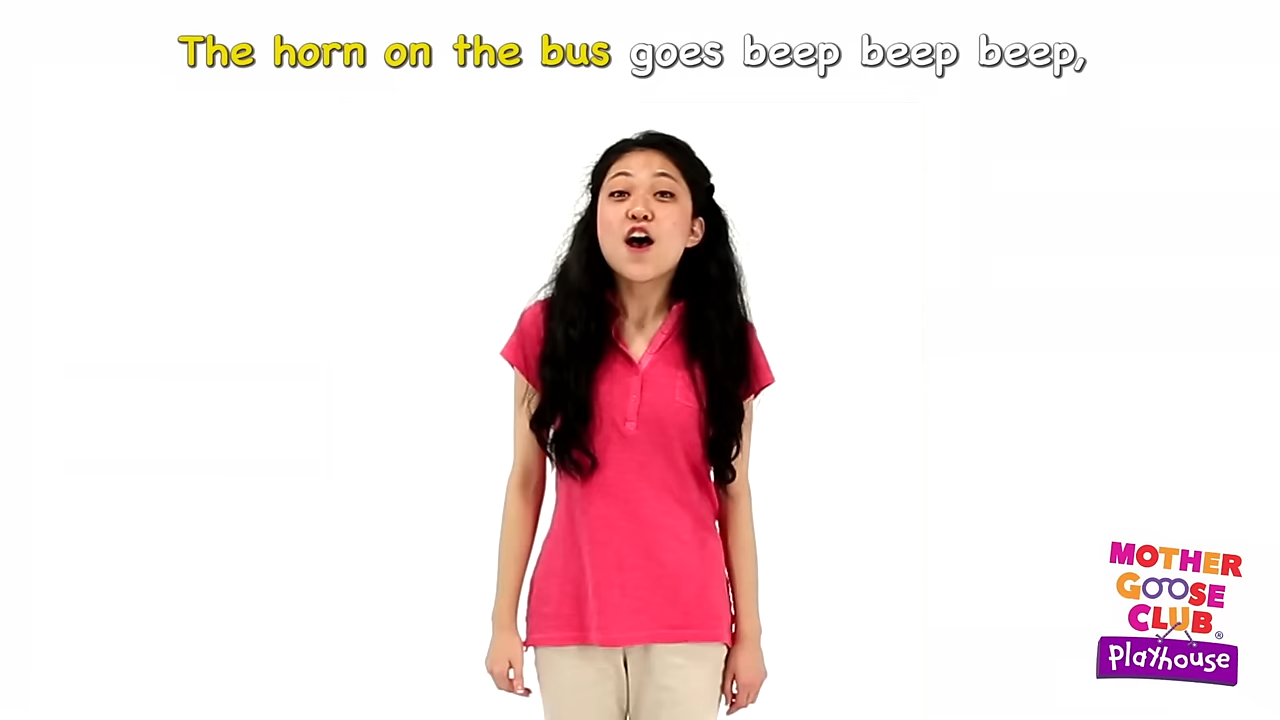 The horn on the bus goes beep beep beep,
MOTHER
GOOSE
CLUB®
Playhouse